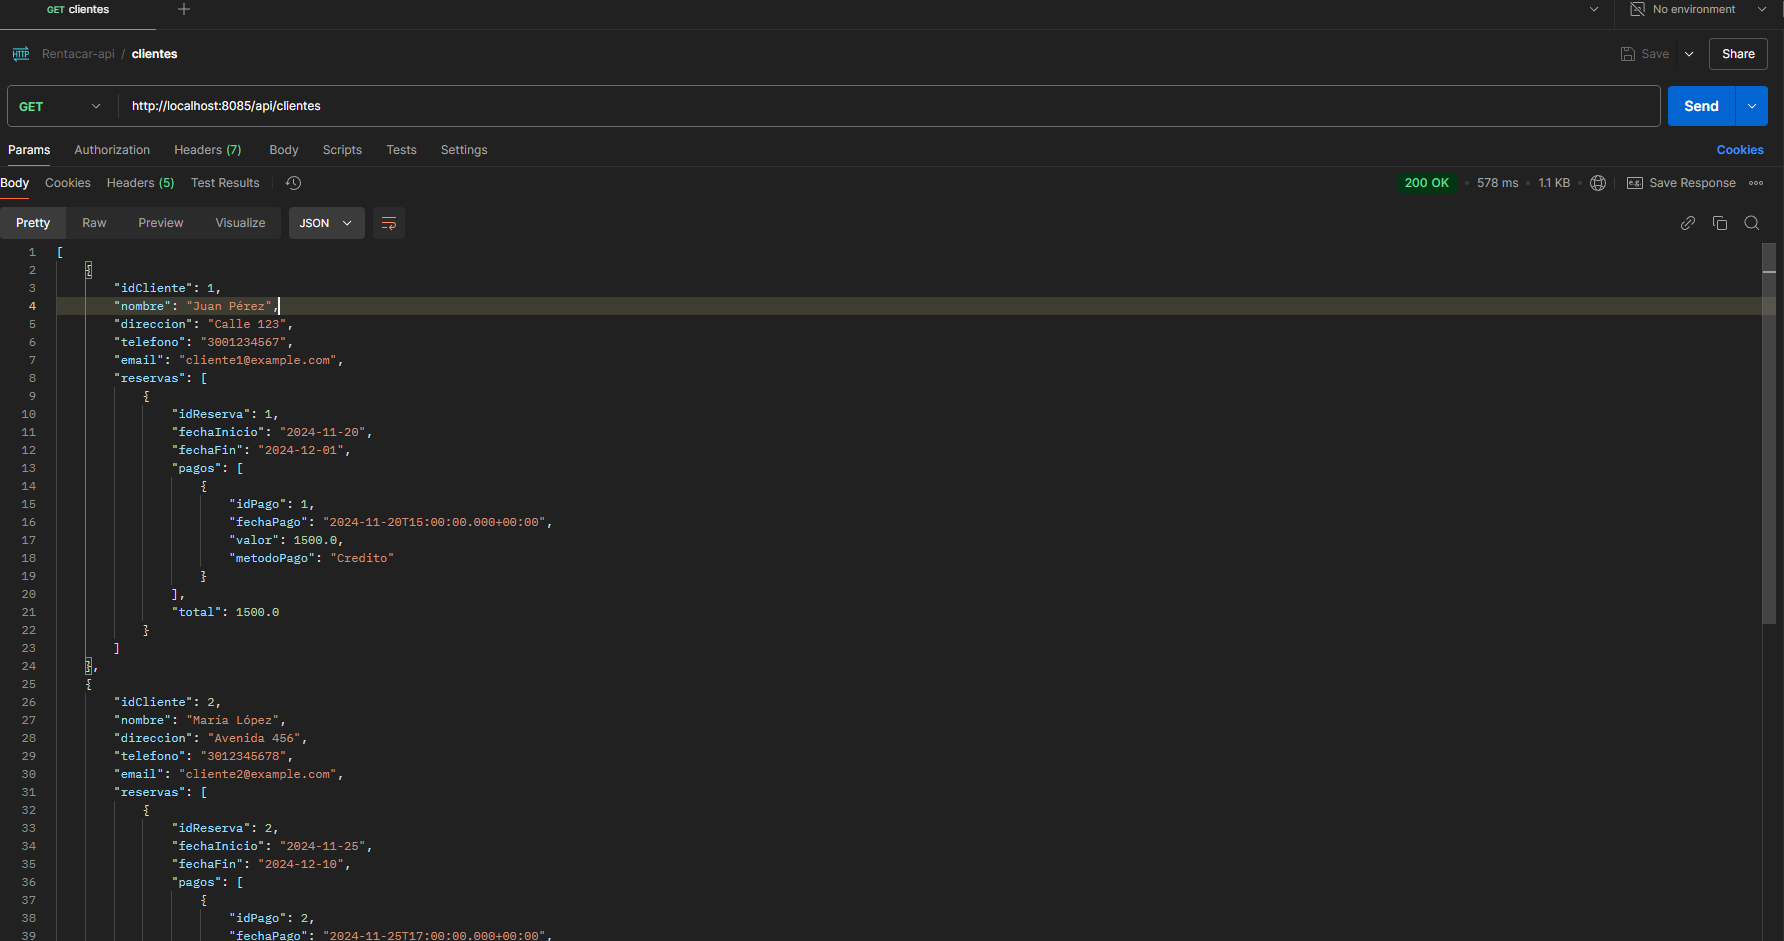 GET clientes
No environment
HTTP Rentacar-api / clientes
Save
Share
GET http://localhost:8085/api/clientes
Send
Params Authorization Headers (7) Body Scripts Tests Settings
Cookies
Body Cookies Headers (5) Test Results
200 OK 578 ms 1.1 KB e.g. Save Response
Pretty Raw Preview Visualize JSON
1 [
2 {
3 "idCliente": 1,
4 "nombre": "Juan Pérez",
5 "direccion": "Calle 123",
6 "telefono": "3001234567",
7 "email": "cliente1@example.com",
8 "reservas": [
9 {
10 "idReserva": 1,
11 "fechaInicio": "2024-11-20",
12 "fechaFin": "2024-12-01",
13 "pagos": [
14 {
15 "idPago": 1,
16 "fechaPago": "2024-11-20T15:00:00.000+00:00",
17 "valor": 1500.0,
18 "metodoPago": "Credito"
19 }
20 ],
21 "total": 1500.0
22 }
23 ]
24 },
25 {
26 "idCliente": 2,
27 "nombre": "María López",
28 "direccion": "Avenida 456",
29 "telefono": "3012345678",
30 "email": "cliente2@example.com",
31 "reservas": [
32 {
33 "idReserva": 2,
34 "fechaInicio": "2024-11-25",
35 "fechaFin": "2024-12-10",
36 "pagos": [
37 {
38 "idPago": 2,
39 "fechaPago": "2024-11-25T17:00:00.000+00:00",